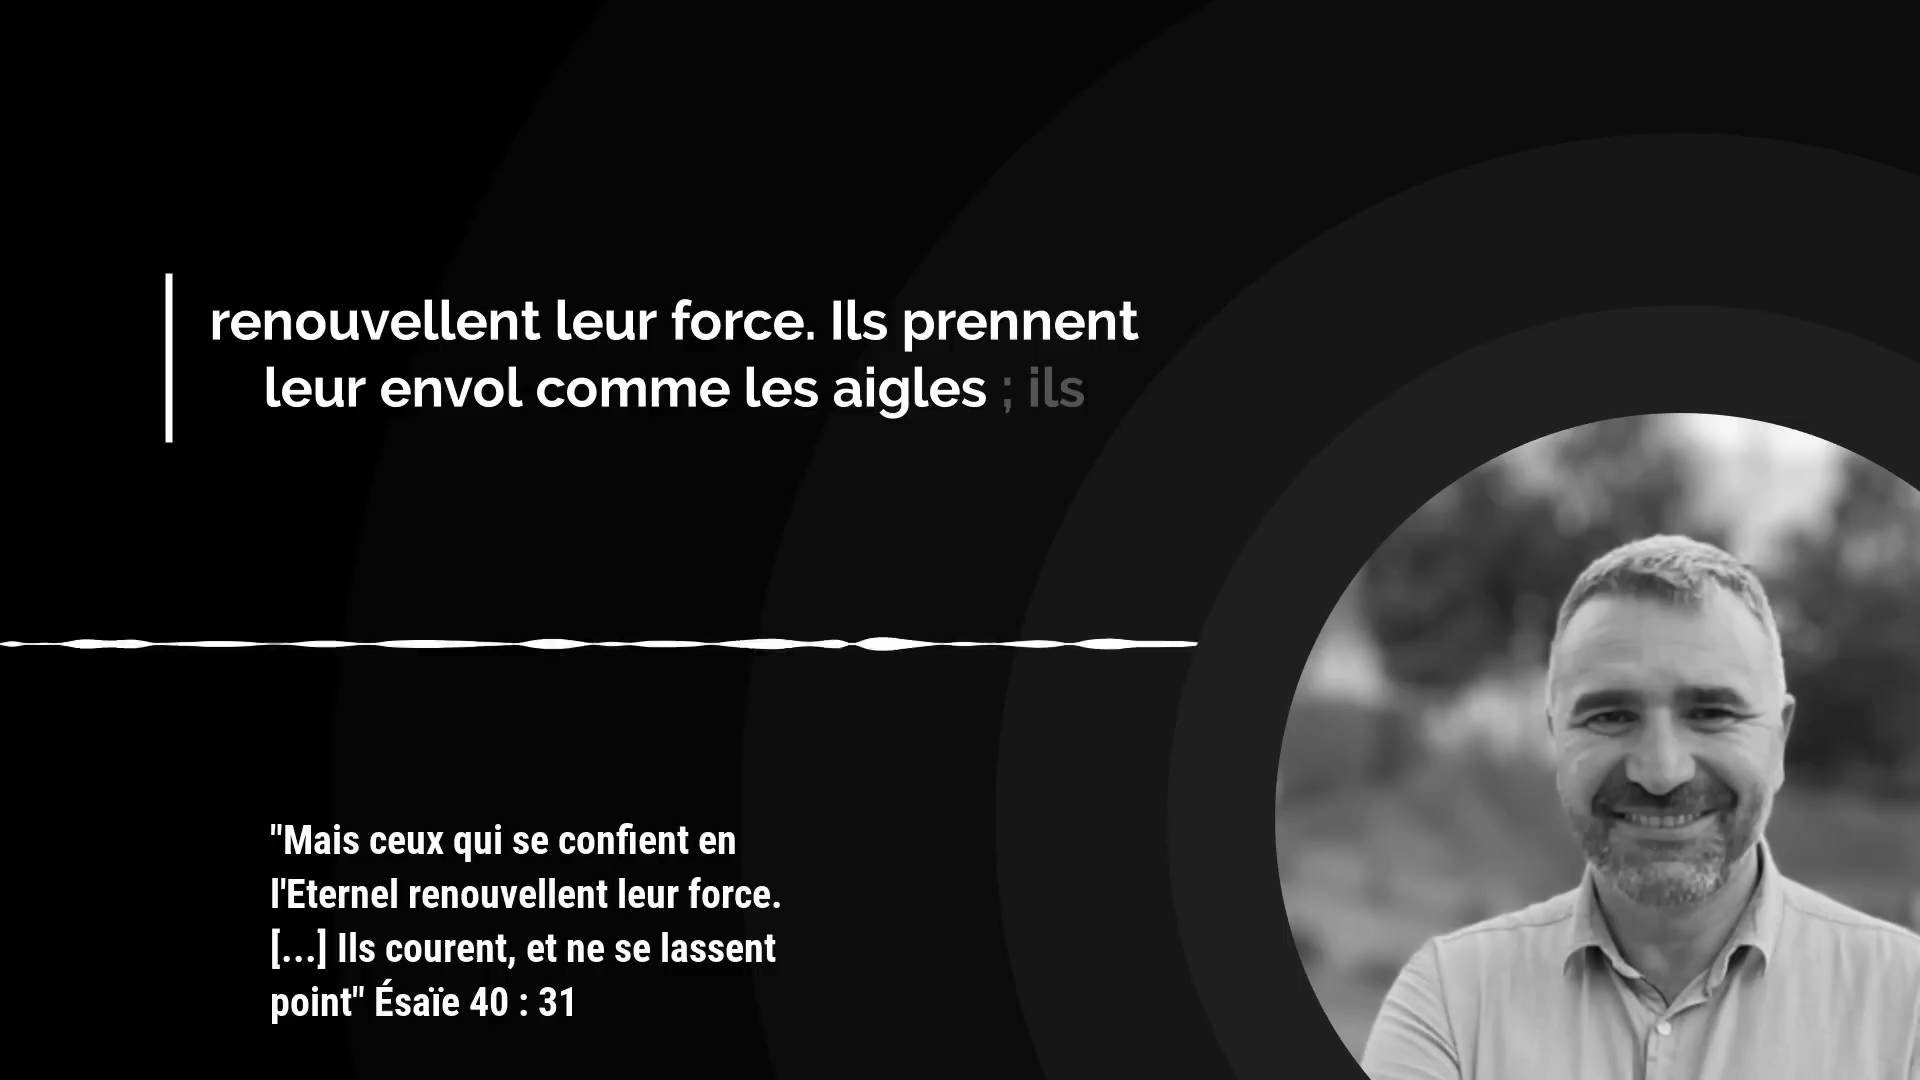 renouvellent leur force. Ils prennent
leur envol comme les aigles ; ils
"Mais ceux qui se confient en
l'Eternel renouvellent leur force.
[...] Ils courent, et ne se lassent
point" Ésaïe 40 : 31